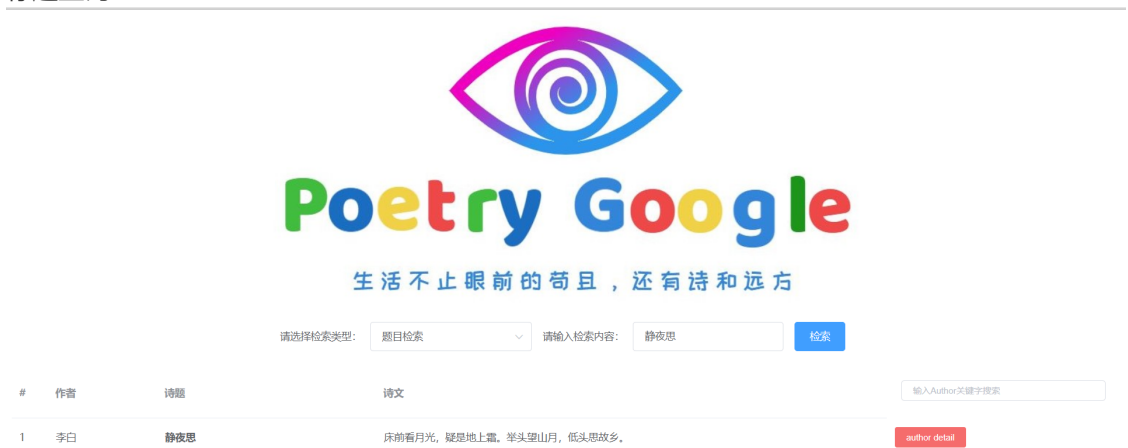 Poetry Google
生活不止眼前的苟且，还有诗和远方
请选择检索类型： 题目检索 请输入检索内容： 静夜思 检索
# 作者 诗题 诗文 输入Author关键字搜索
1 李白 静夜思 床前看月光，疑是地上霜。举头望山月，低头思故乡。 author detail